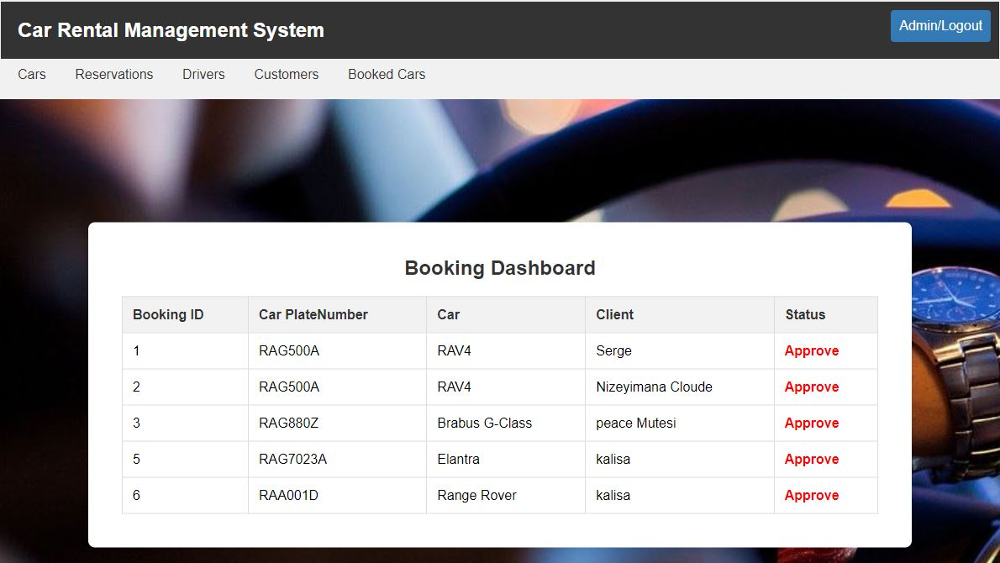 Car Rental Management System
Admin/Logout
Cars Reservations Drivers Customers Booked Cars
Booking Dashboard
Booking ID Car PlateNumber Car Client Status
1 RAG500A RAV4 Serge Approve
2 RAG500A RAV4 Nizeyimana Cloude Approve
3 RAG880Z Brabus G-Class peace Mutesi Approve
5 RAG7023A Elantra kalisa Approve
6 RAA001D Range Rover kalisa Approve